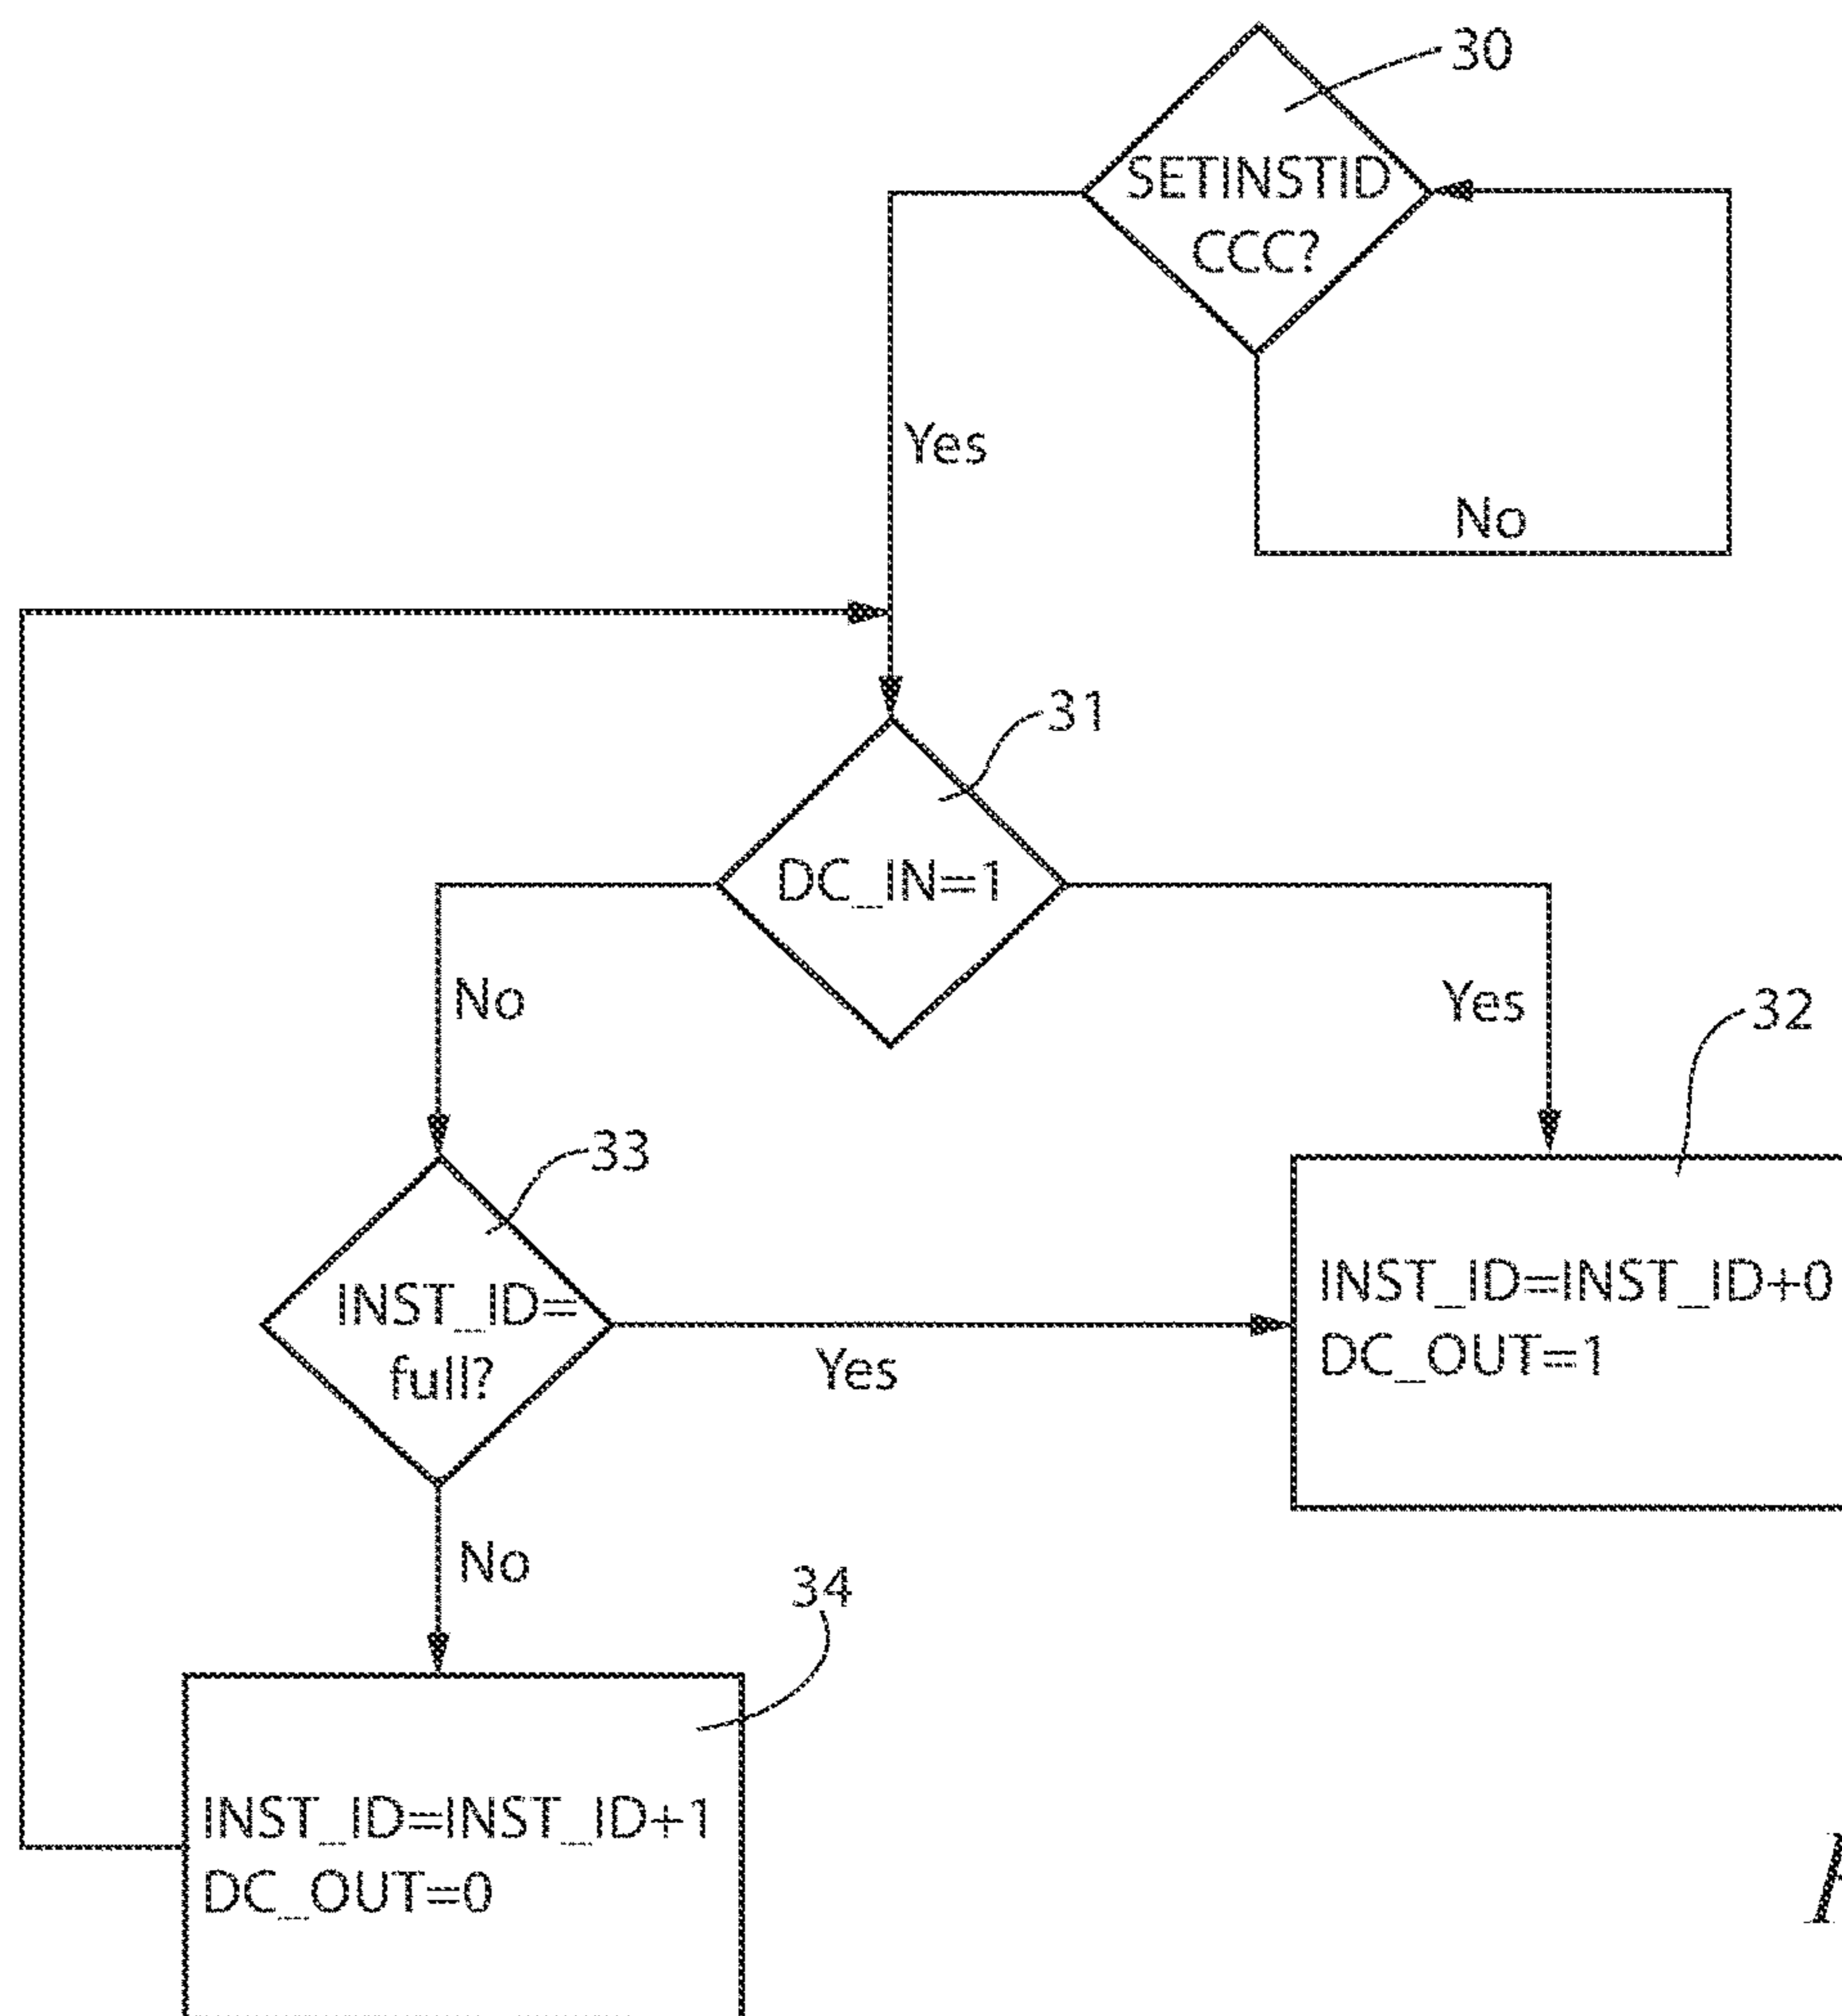 30
SETINSTID
CCC?
Yes
No
31
DC_IN=1
No
Yes
32
33
INST_ID=
full?
Yes
INST_ID=INST_ID+0
DC_OUT=1
No
34
INST_ID=INST_ID+1
DC_OUT=0